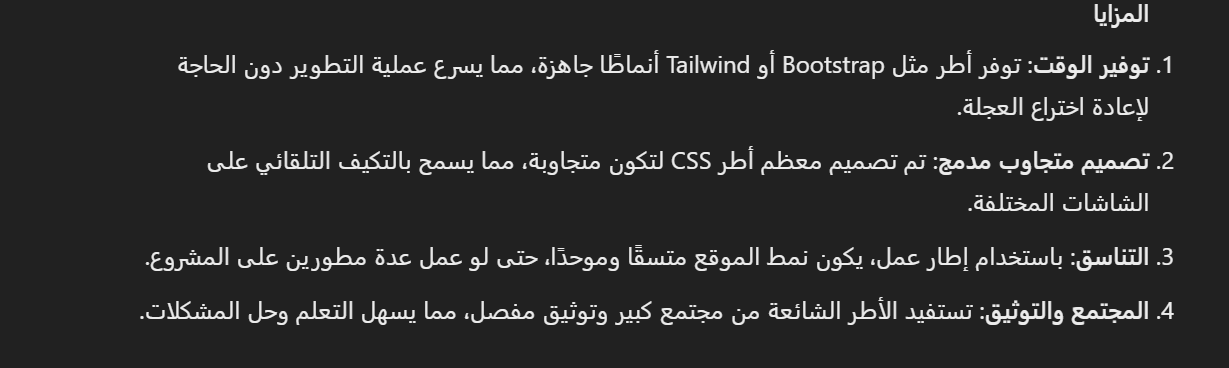 المزايا
1. توفير الوقت: توفر أطر مثل Bootstrap أو Tailwind أنماطًا جاهزة، مما يسرع عملية التطوير دون الحاجة
لإعادة اختراع العجلة.
2. تصميم متجاوب مدمج: تم تصميم معظم أطر CSS لتكون متجاوبة، مما يسمح بالتكيف التلقائي على
الشاشات المختلفة.
3. التناسق: باستخدام إطار عمل، يكون نمط الموقع متسقًا وموحدًا، حتى لو عمل عدة مطورين على المشروع.
4. المجتمع والتوثيق: تستفيد الأطر الشائعة من مجتمع كبير وتوثيق مفصل، مما يسهل التعلم وحل المشكلات.